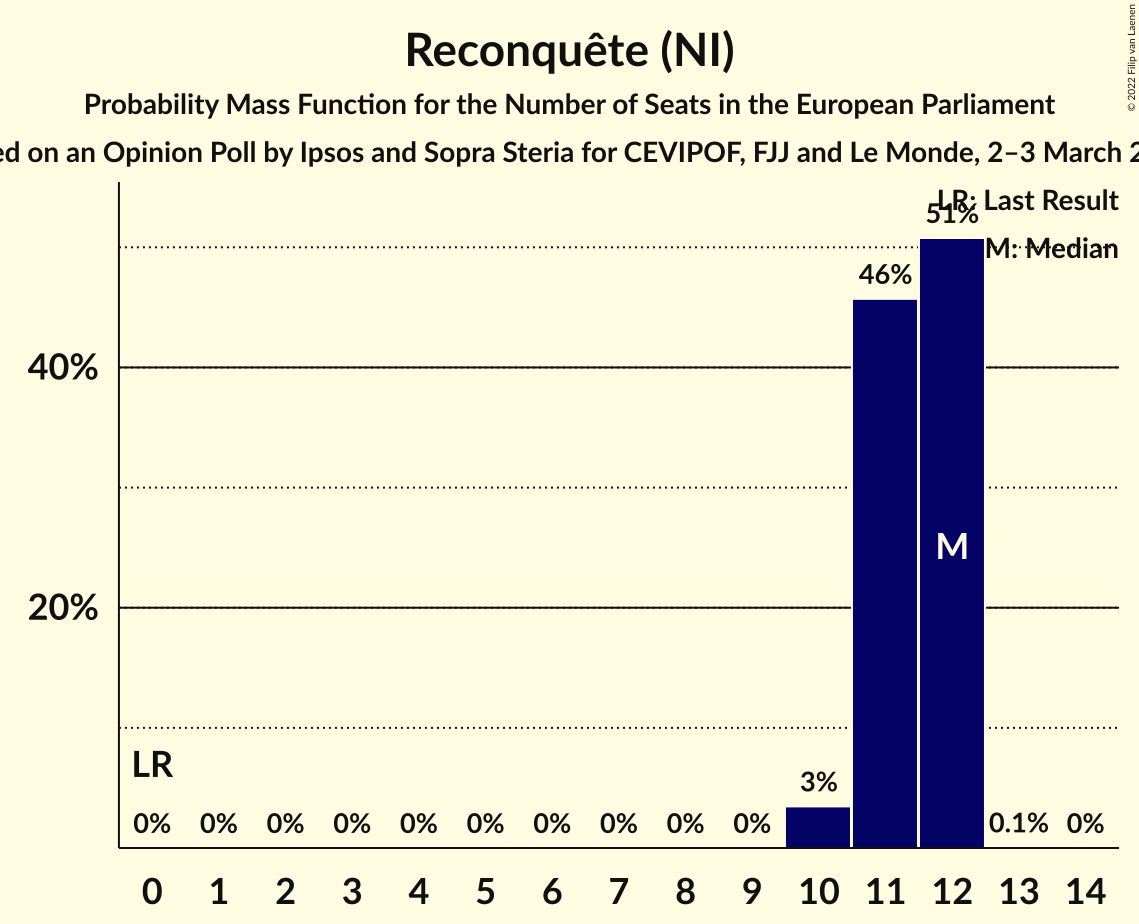 Reconquête (NI)
Probability Mass Function for the Number of Seats in the European Parliament
on an Opinion Poll by Ipsos and Sopra Steria for CEVIPOF, FJJ and Le Monde, 2–3 March
© 2022 Filip van Laenen
LR: Last Result
M: Median
51%
46%
40%
M
20%
LR
3%
0% 0% 0% 0% 0% 0% 0% 0% 0% 0% 0.1% 0%
0 1 2 3 4 5 6 7 8 9 10 11 12 13 14